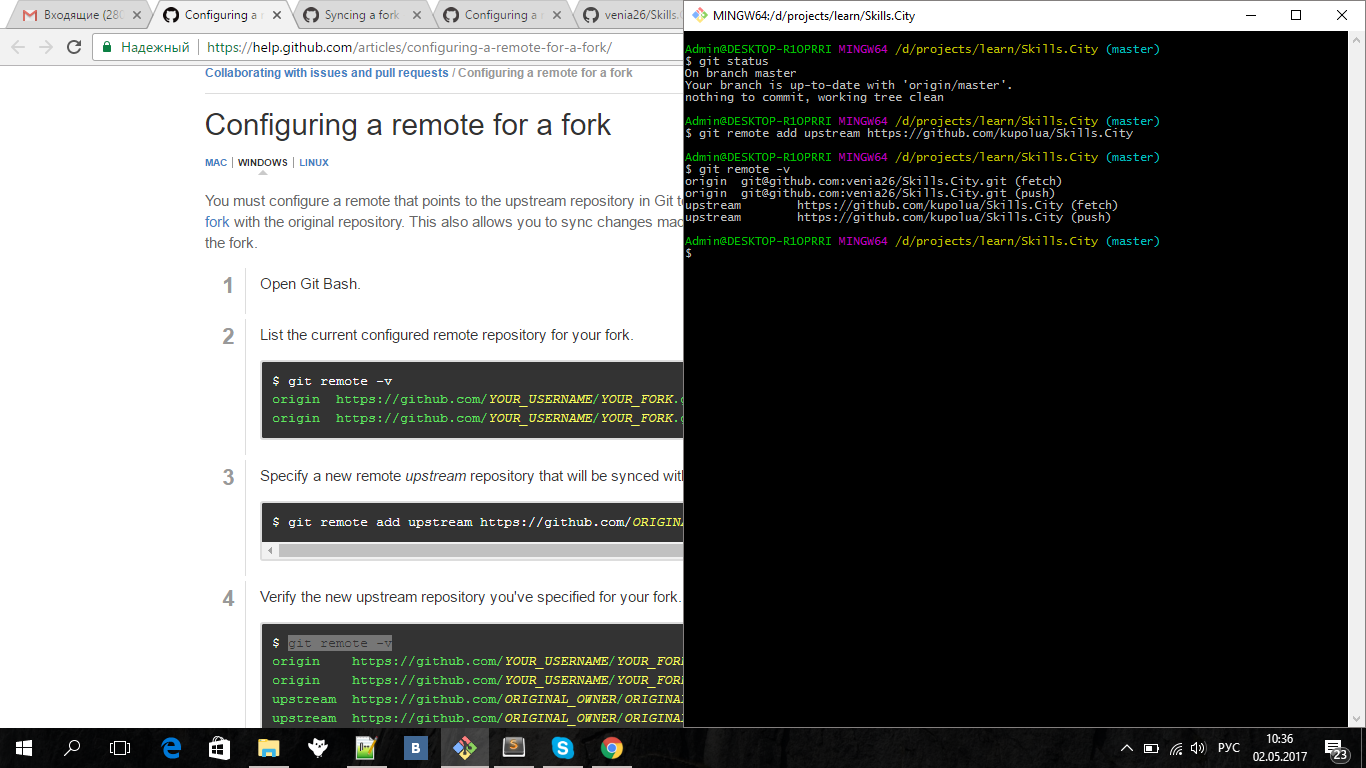 Входящие (280
Configuring a r
Syncing a fork
Configuring a r
venia26/Skills.C
Надежный
https://help.github.com/articles/configuring-a-remote-for-a-fork/
Collaborating with issues and pull requests / Configuring a remote for a fork
Configuring a remote for a fork
MAC | WINDOWS | LINUX
You must configure a remote that points to the upstream repository in Git to
fork with the original repository. This also allows you to sync changes mad
the fork.
1 Open Git Bash.
2 List the current configured remote repository for your fork.
$ git remote -v
origin https://github.com/YOUR_USERNAME/YOUR_FORK.
origin https://github.com/YOUR_USERNAME/YOUR_FORK.
3 Specify a new remote upstream repository that will be synced wit
$ git remote add upstream https://github.com/ORIGIN
4 Verify the new upstream repository you've specified for your fork.
$ git remote -v
origin https://github.com/YOUR_USERNAME/YOUR_FOR
origin https://github.com/YOUR_USERNAME/YOUR_FOR
upstream https://github.com/ORIGINAL_OWNER/ORIGINA
upstream https://github.com/ORIGINAL_OWNER/ORIGINA
MINGW64:/d/projects/learn/Skills.City
Admin@DESKTOP-R1OPRRI MINGW64 /d/projects/learn/Skills.City (master)
$ git status
On branch master
Your branch is up-to-date with 'origin/master'.
nothing to commit, working tree clean
Admin@DESKTOP-R1OPRRI MINGW64 /d/projects/learn/Skills.City (master)
$ git remote add upstream https://github.com/kupolua/Skills.City
Admin@DESKTOP-R1OPRRI MINGW64 /d/projects/learn/Skills.City (master)
$ git remote -v
origin git@github.com:venia26/Skills.City.git (fetch)
origin git@github.com:venia26/Skills.City.git (push)
upstream https://github.com/kupolua/Skills.City (fetch)
upstream https://github.com/kupolua/Skills.City (push)
Admin@DESKTOP-R1OPRRI MINGW64 /d/projects/learn/Skills.City (master)
$
В
S
РУС
10:36
02.05.2017
23